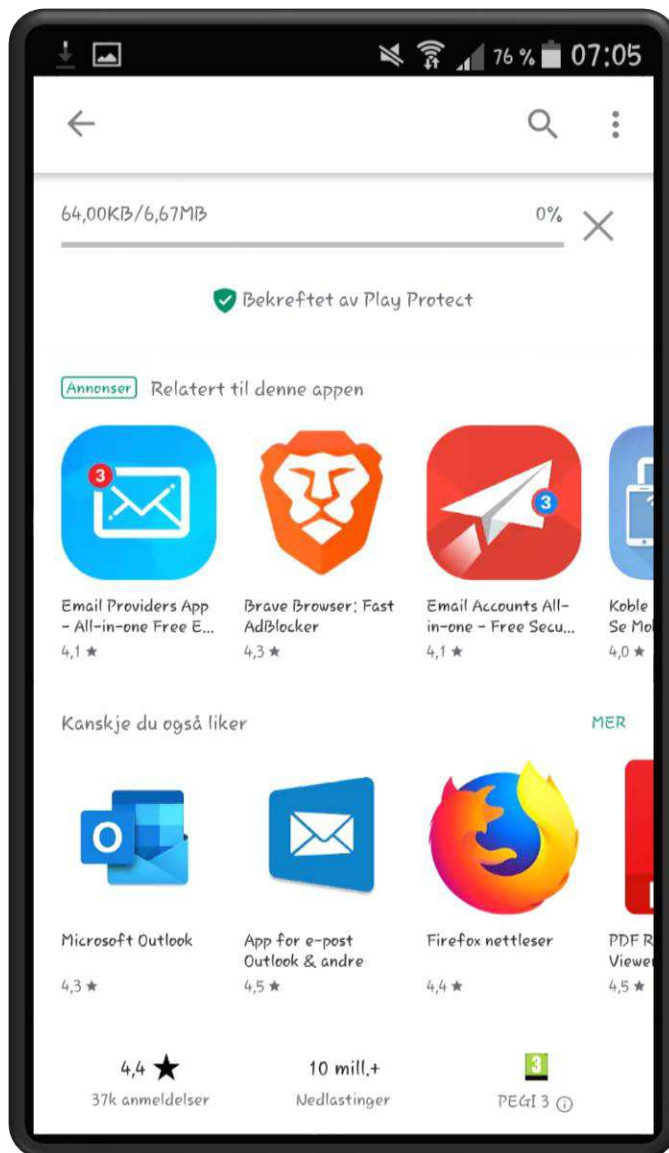 76 % 07:05
64,00KB/6,67MB 0%
Bekreftet av Play Protect
Annonser Relatert til denne appen
3
3
Email Providers App
- All-in-one Free E...
4,1 ★
Brave Browser: Fast
AdBlocker
4,3 ★
Email Accounts All-
in-one - Free Secu...
4,1 ★
Koble
Se Mo
4,0 ★
Kanskje du også liker MER
O
Microsoft Outlook
4,3 ★
App for e-post
Outlook & andre
4,5 ★
Firefox nettleser
4,4 ★
PDF R
Viewer
4,5 ★
4,4 ★
37k anmeldelser
10 mill.+
Nedlastinger
3
PEGI 3